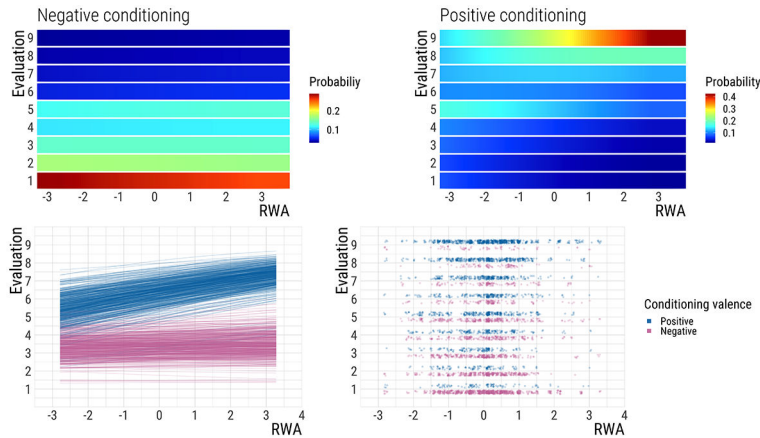 Negative conditioning
Evaluation
9
8
7
6
5
4
3
2
1
-3 -2 -1 0 1 2 3
RWA
Probabiliy
0.2
0.1
Positive conditioning
Evaluation
9
8
7
6
5
4
3
2
1
-3 -2 -1 0 1 2 3
RWA
Probability
0.4
0.3
0.2
0.1
Evaluation
9
8
7
6
5
4
3
2
1
-3 -2 -1 0 1 2 3 4
RWA
Evaluation
9
8
7
6
5
4
3
2
1
-3 -2 -1 0 1 2 3 4
RWA
Conditioning valence
Positive
Negative